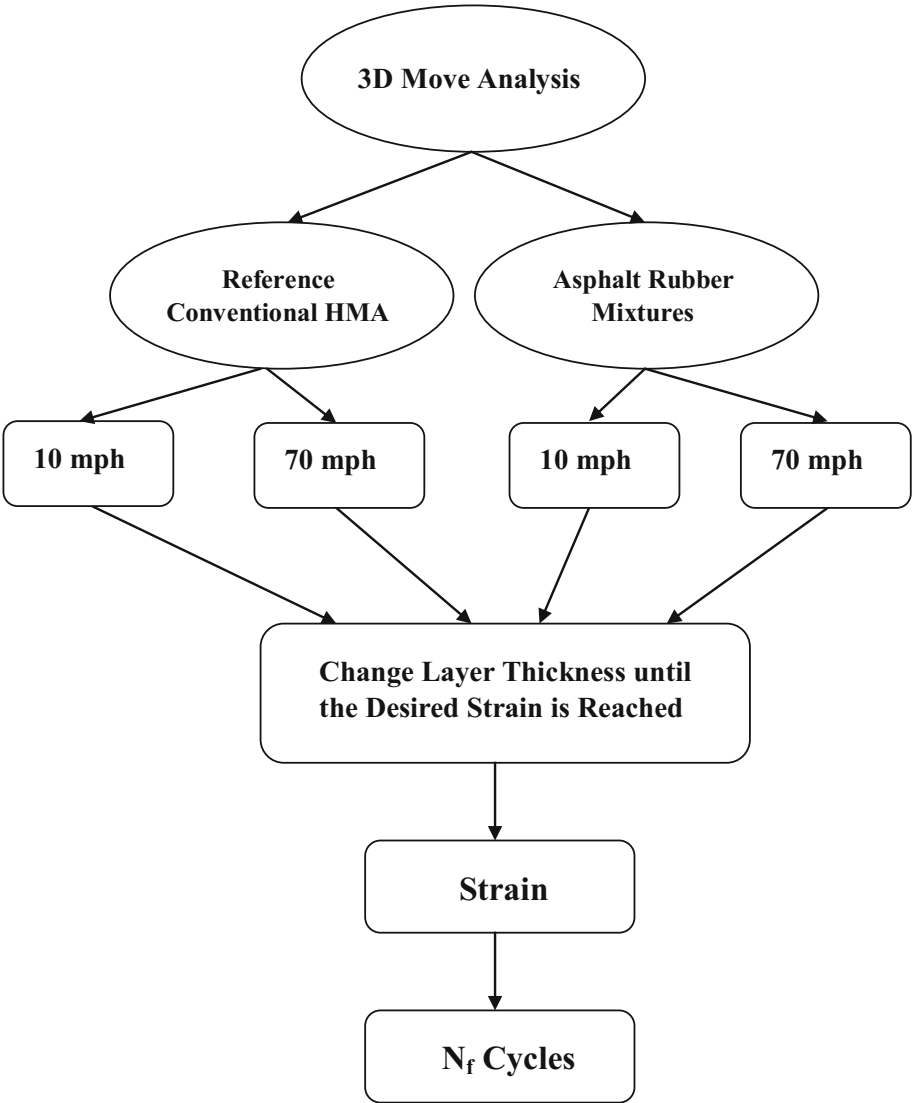 3D Move Analysis
Reference
Conventional HMA
Asphalt Rubber
Mixtures
10 mph
70 mph
10 mph
70 mph
Change Layer Thickness until
the Desired Strain is Reached
Strain
N_f Cycles